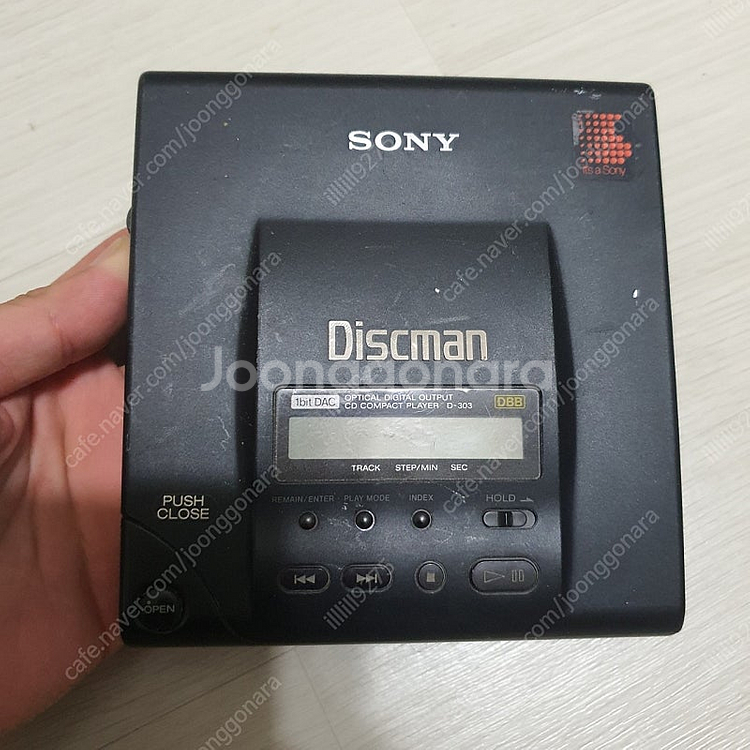 SONY
It's a Sony
Discman
Joonggonara
1bit DAC OPTICAL DIGITAL OUTPUT
CD COMPACT PLAYER D-303
DBB
TRACK STEP/MIN SEC
REMAIN/ENTER PLAY MODE INDEX HOLD
PUSH
CLOSE
OPEN
cafe.naver.com/joonggonara